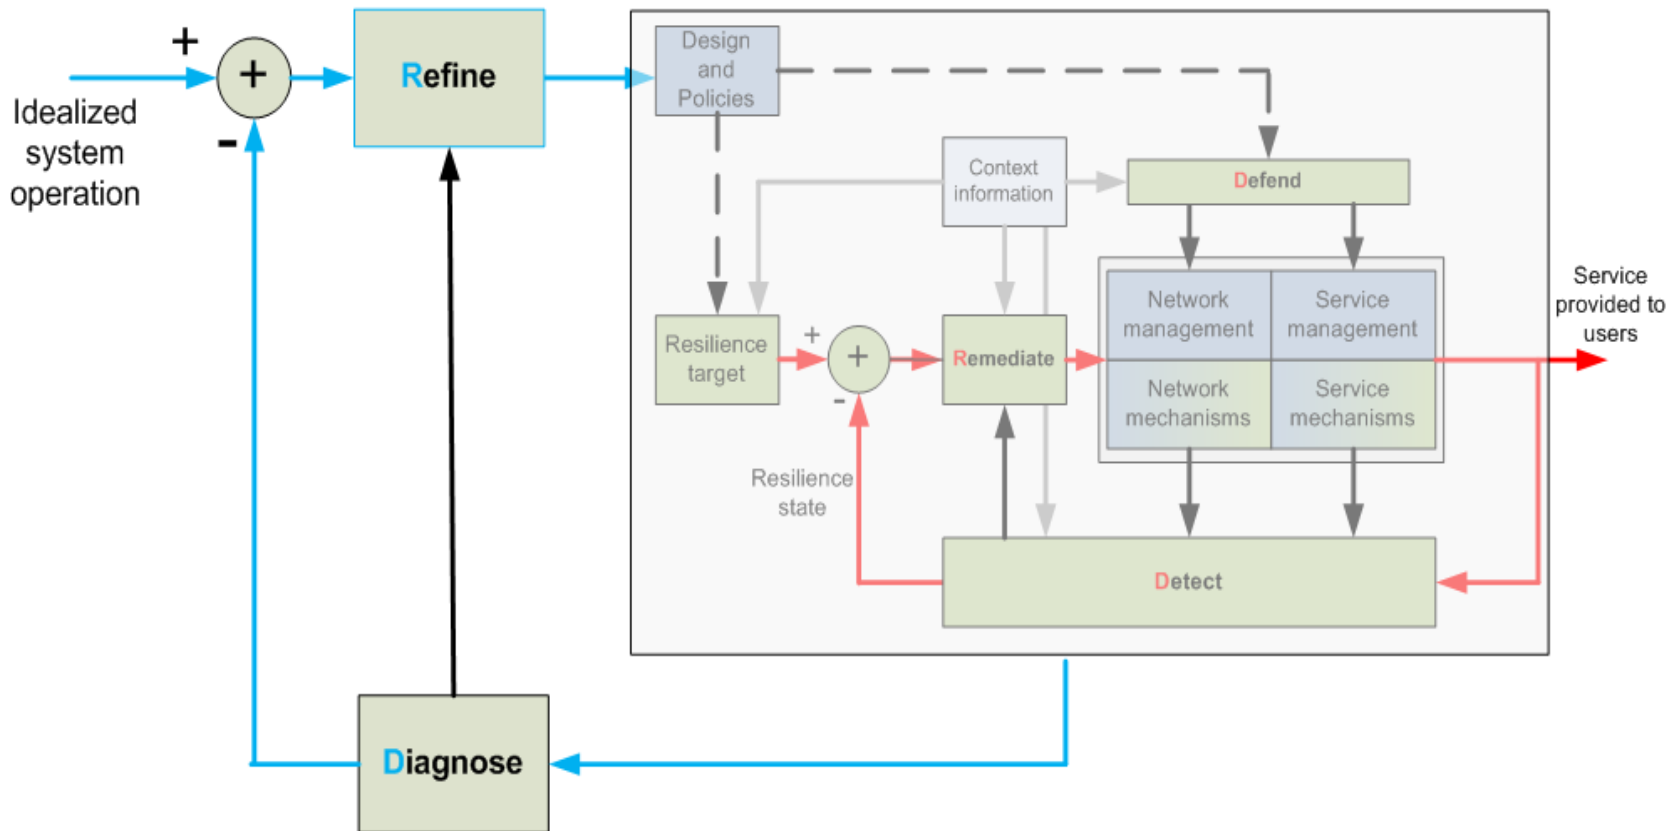 +
+
-
Idealized
system
operation
Refine
Design
and
Policies
Context
information
Defend
Network
management
Service
management
Network
mechanisms
Service
mechanisms
Service
provided to
users
Resilience
target
+
+
-
Remediate
Resilience
state
Detect
Diagnose